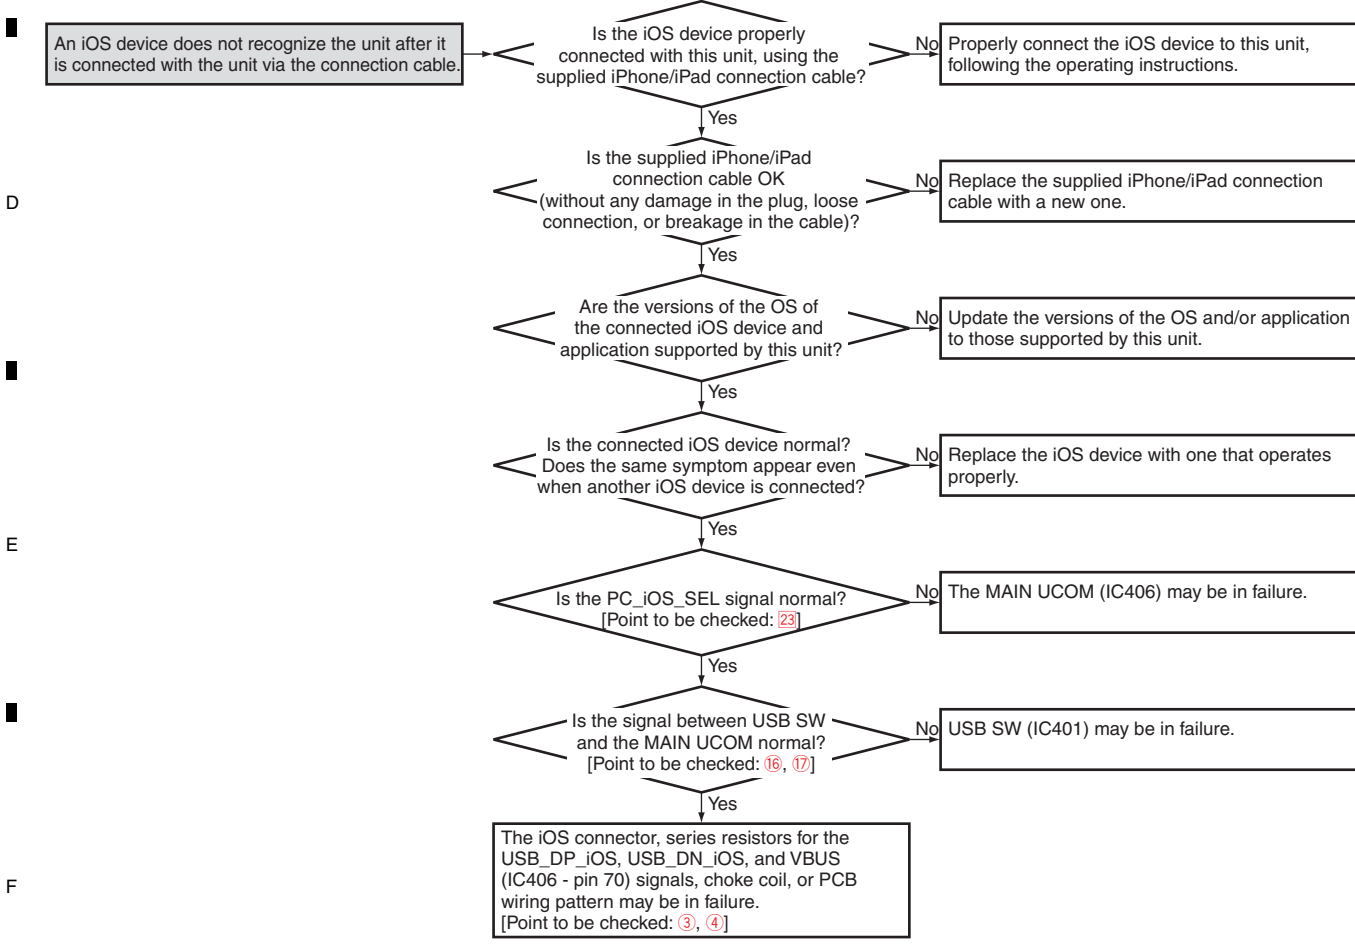 An iOS device does not recognize the unit after it
is connected with the unit via the connection cable.
Is the iOS device properly
connected with this unit, using the
supplied iPhone/iPad connection cable?
No
Properly connect the iOS device to this unit,
following the operating instructions.
Yes
D
Is the supplied iPhone/iPad
connection cable OK
(without any damage in the plug, loose
connection, or breakage in the cable)?
No
Replace the supplied iPhone/iPad connection
cable with a new one.
Yes
Are the versions of the OS of
the connected iOS device and
application supported by this unit?
No
Update the versions of the OS and/or application
to those supported by this unit.
Yes
Is the connected iOS device normal?
Does the same symptom appear even
when another iOS device is connected?
No
Replace the iOS device with one that operates
properly.
Yes
E
Is the PC_iOS_SEL signal normal?
[Point to be checked: 23]
No
The MAIN UCOM (IC406) may be in failure.
Yes
Is the signal between USB SW
and the MAIN UCOM normal?
[Point to be checked: ⑯, ⑰]
No
USB SW (IC401) may be in failure.
Yes
F
The iOS connector, series resistors for the
USB_DP_iOS, USB_DN_iOS, and VBUS
(IC406 - pin 70) signals, choke coil, or PCB
wiring pattern may be in failure.
[Point to be checked: ③, ④]